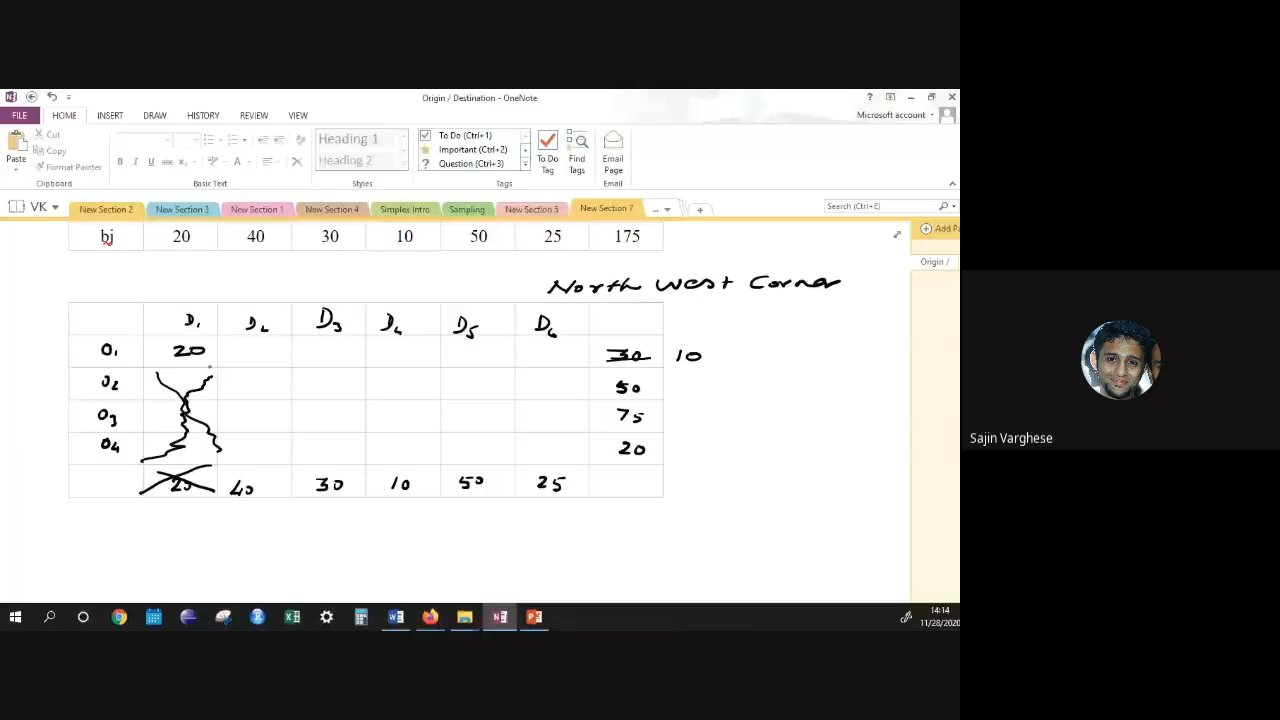 Origin / Destination - OneNote
FILE HOME INSERT DRAW HISTORY REVIEW VIEW Microsoft account
Paste Cut Copy Format Painter
Heading 1
Heading 2
To Do (Ctrl+1)
Important (Ctrl+2)
Question (Ctrl+3)
To Do Tag
Find Tags
Email Page
Clipboard Basic Text Styles Tags Email
VK New Section 2 New Section 3 New Section 1 New Section 4 Simplex Intro Sampling New Section 5 New Section 7 ... Search (Ctrl+E)
bj 20 40 30 10 50 25 175
Add Pa
Origin /
North West Corner
D1 D2 D3 D4 D5 D6
O1 20 30 10
O2 50
O3 75
O4 20
20 40 30 10 50 25
Sajin Varghese
14:14
11/28/2020